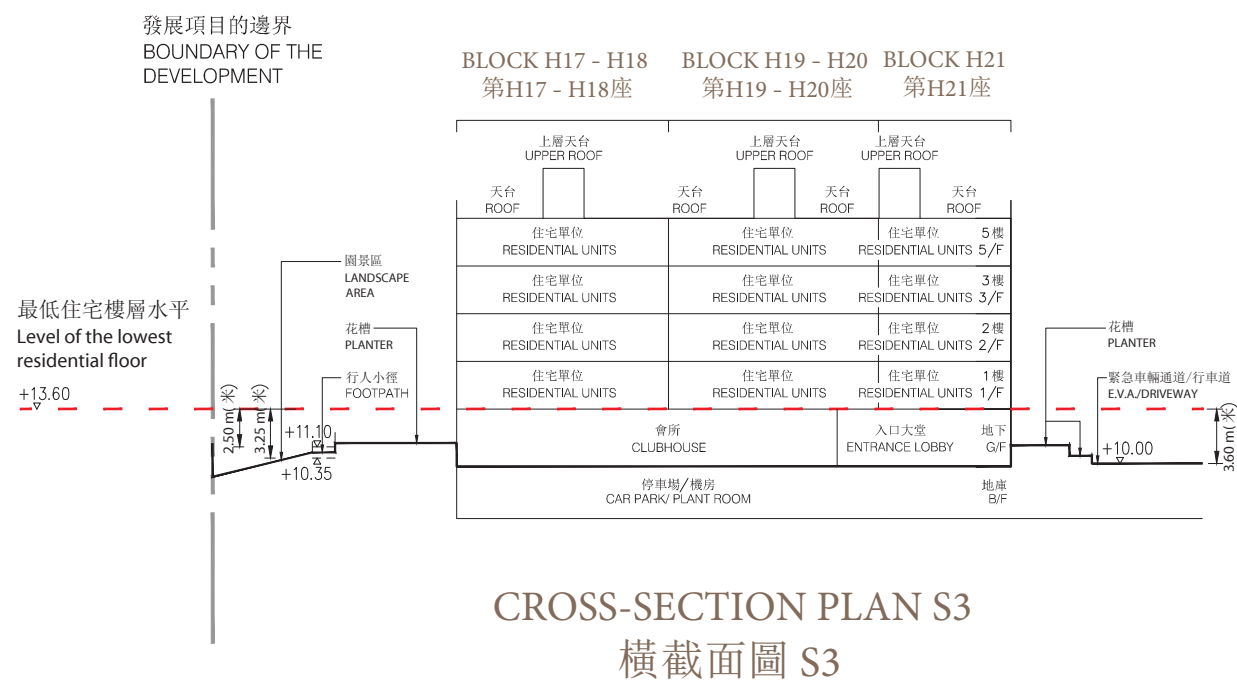 發展項目的邊界
BOUNDARY OF THE
DEVELOPMENT
BLOCK H17 - H18
第H17 - H18座
BLOCK H19 - H20
第H19 - H20座
BLOCK H21
第H21座
上層天台
UPPER ROOF
上層天台
UPPER ROOF
上層天台
UPPER ROOF
天台
ROOF
天台
ROOF
天台
ROOF
天台
ROOF
住宅單位
RESIDENTIAL UNITS
住宅單位
RESIDENTIAL UNITS
住宅單位
RESIDENTIAL UNITS
5樓
5/F
住宅單位
RESIDENTIAL UNITS
住宅單位
RESIDENTIAL UNITS
住宅單位
RESIDENTIAL UNITS
3樓
3/F
住宅單位
RESIDENTIAL UNITS
住宅單位
RESIDENTIAL UNITS
住宅單位
RESIDENTIAL UNITS
2樓
2/F
住宅單位
RESIDENTIAL UNITS
住宅單位
RESIDENTIAL UNITS
住宅單位
RESIDENTIAL UNITS
1樓
1/F
園景區
LANDSCAPE
AREA
花槽
PLANTER
行人小徑
FOOTPATH
最低住宅樓層水平
Level of the lowest
residential floor
+13.60
2.50 m(米)
3.25 m(米)
+11.10
+10.35
會所
CLUBHOUSE
入口大堂
ENTRANCE LOBBY
地下
G/F
停車場/機房
CAR PARK/ PLANT ROOM
地庫
B/F
花槽
PLANTER
緊急車輛通道/行車道
E.V.A./DRIVEWAY
+10.00
3.60 m(米)
CROSS-SECTION PLAN S3
橫截面圖 S3